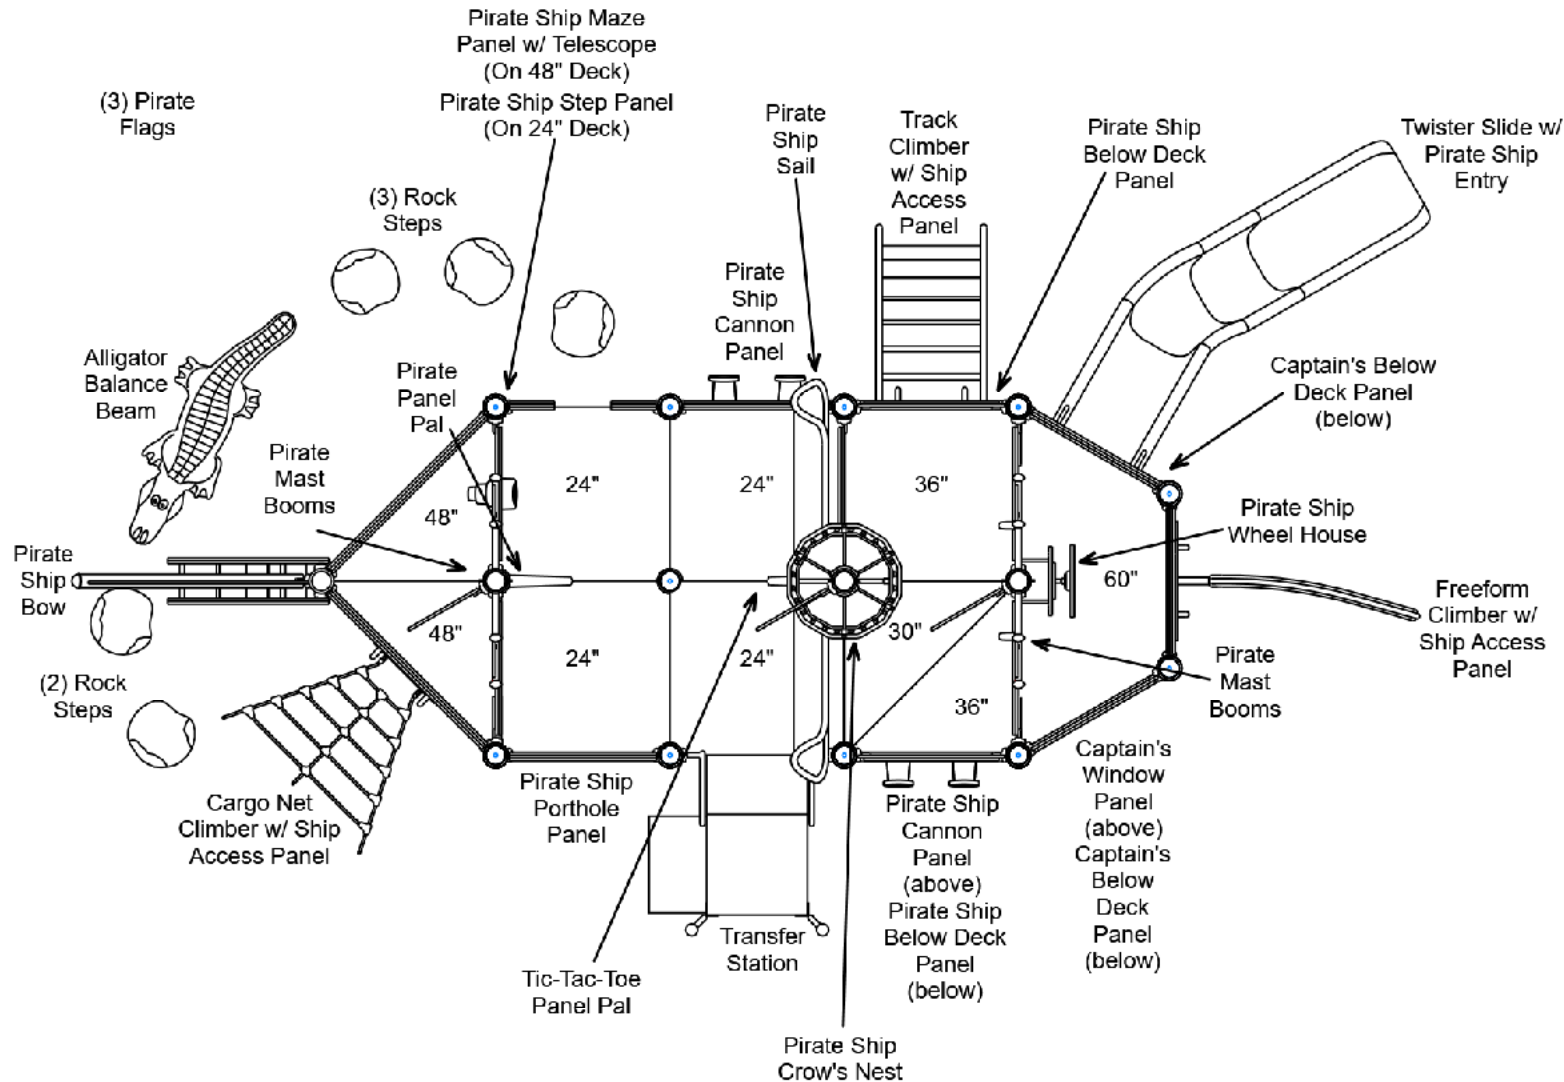 Pirate Ship Maze
Panel w/ Telescope
(On 48" Deck)
Pirate Ship Step Panel
(On 24" Deck)
(3) Pirate
Flags
(3) Rock
Steps
Pirate
Ship
Sail
Track
Climber
w/ Ship
Access
Panel
Pirate Ship
Below Deck
Panel
Twister Slide w/
Pirate Ship
Entry
Pirate
Ship
Cannon
Panel
Alligator
Balance
Beam
Pirate
Panel
Pal
Captain's Below
Deck Panel
(below)
Pirate
Mast
Booms
24"
24"
36"
48"
Pirate Ship
Wheel House
Pirate
Ship
Bow
60"
Freeform
Climber w/
Ship Access
Panel
48"
30"
24"
24"
36"
(2) Rock
Steps
Pirate
Mast
Booms
Cargo Net
Climber w/ Ship
Access Panel
Pirate Ship
Porthole
Panel
Captain's
Window
Panel
(above)
Captain's
Below
Deck
Panel
(below)
Pirate Ship
Cannon
Panel
(above)
Pirate Ship
Below Deck
Panel
(below)
Transfer
Station
Tic-Tac-Toe
Panel Pal
Pirate Ship
Crow's Nest